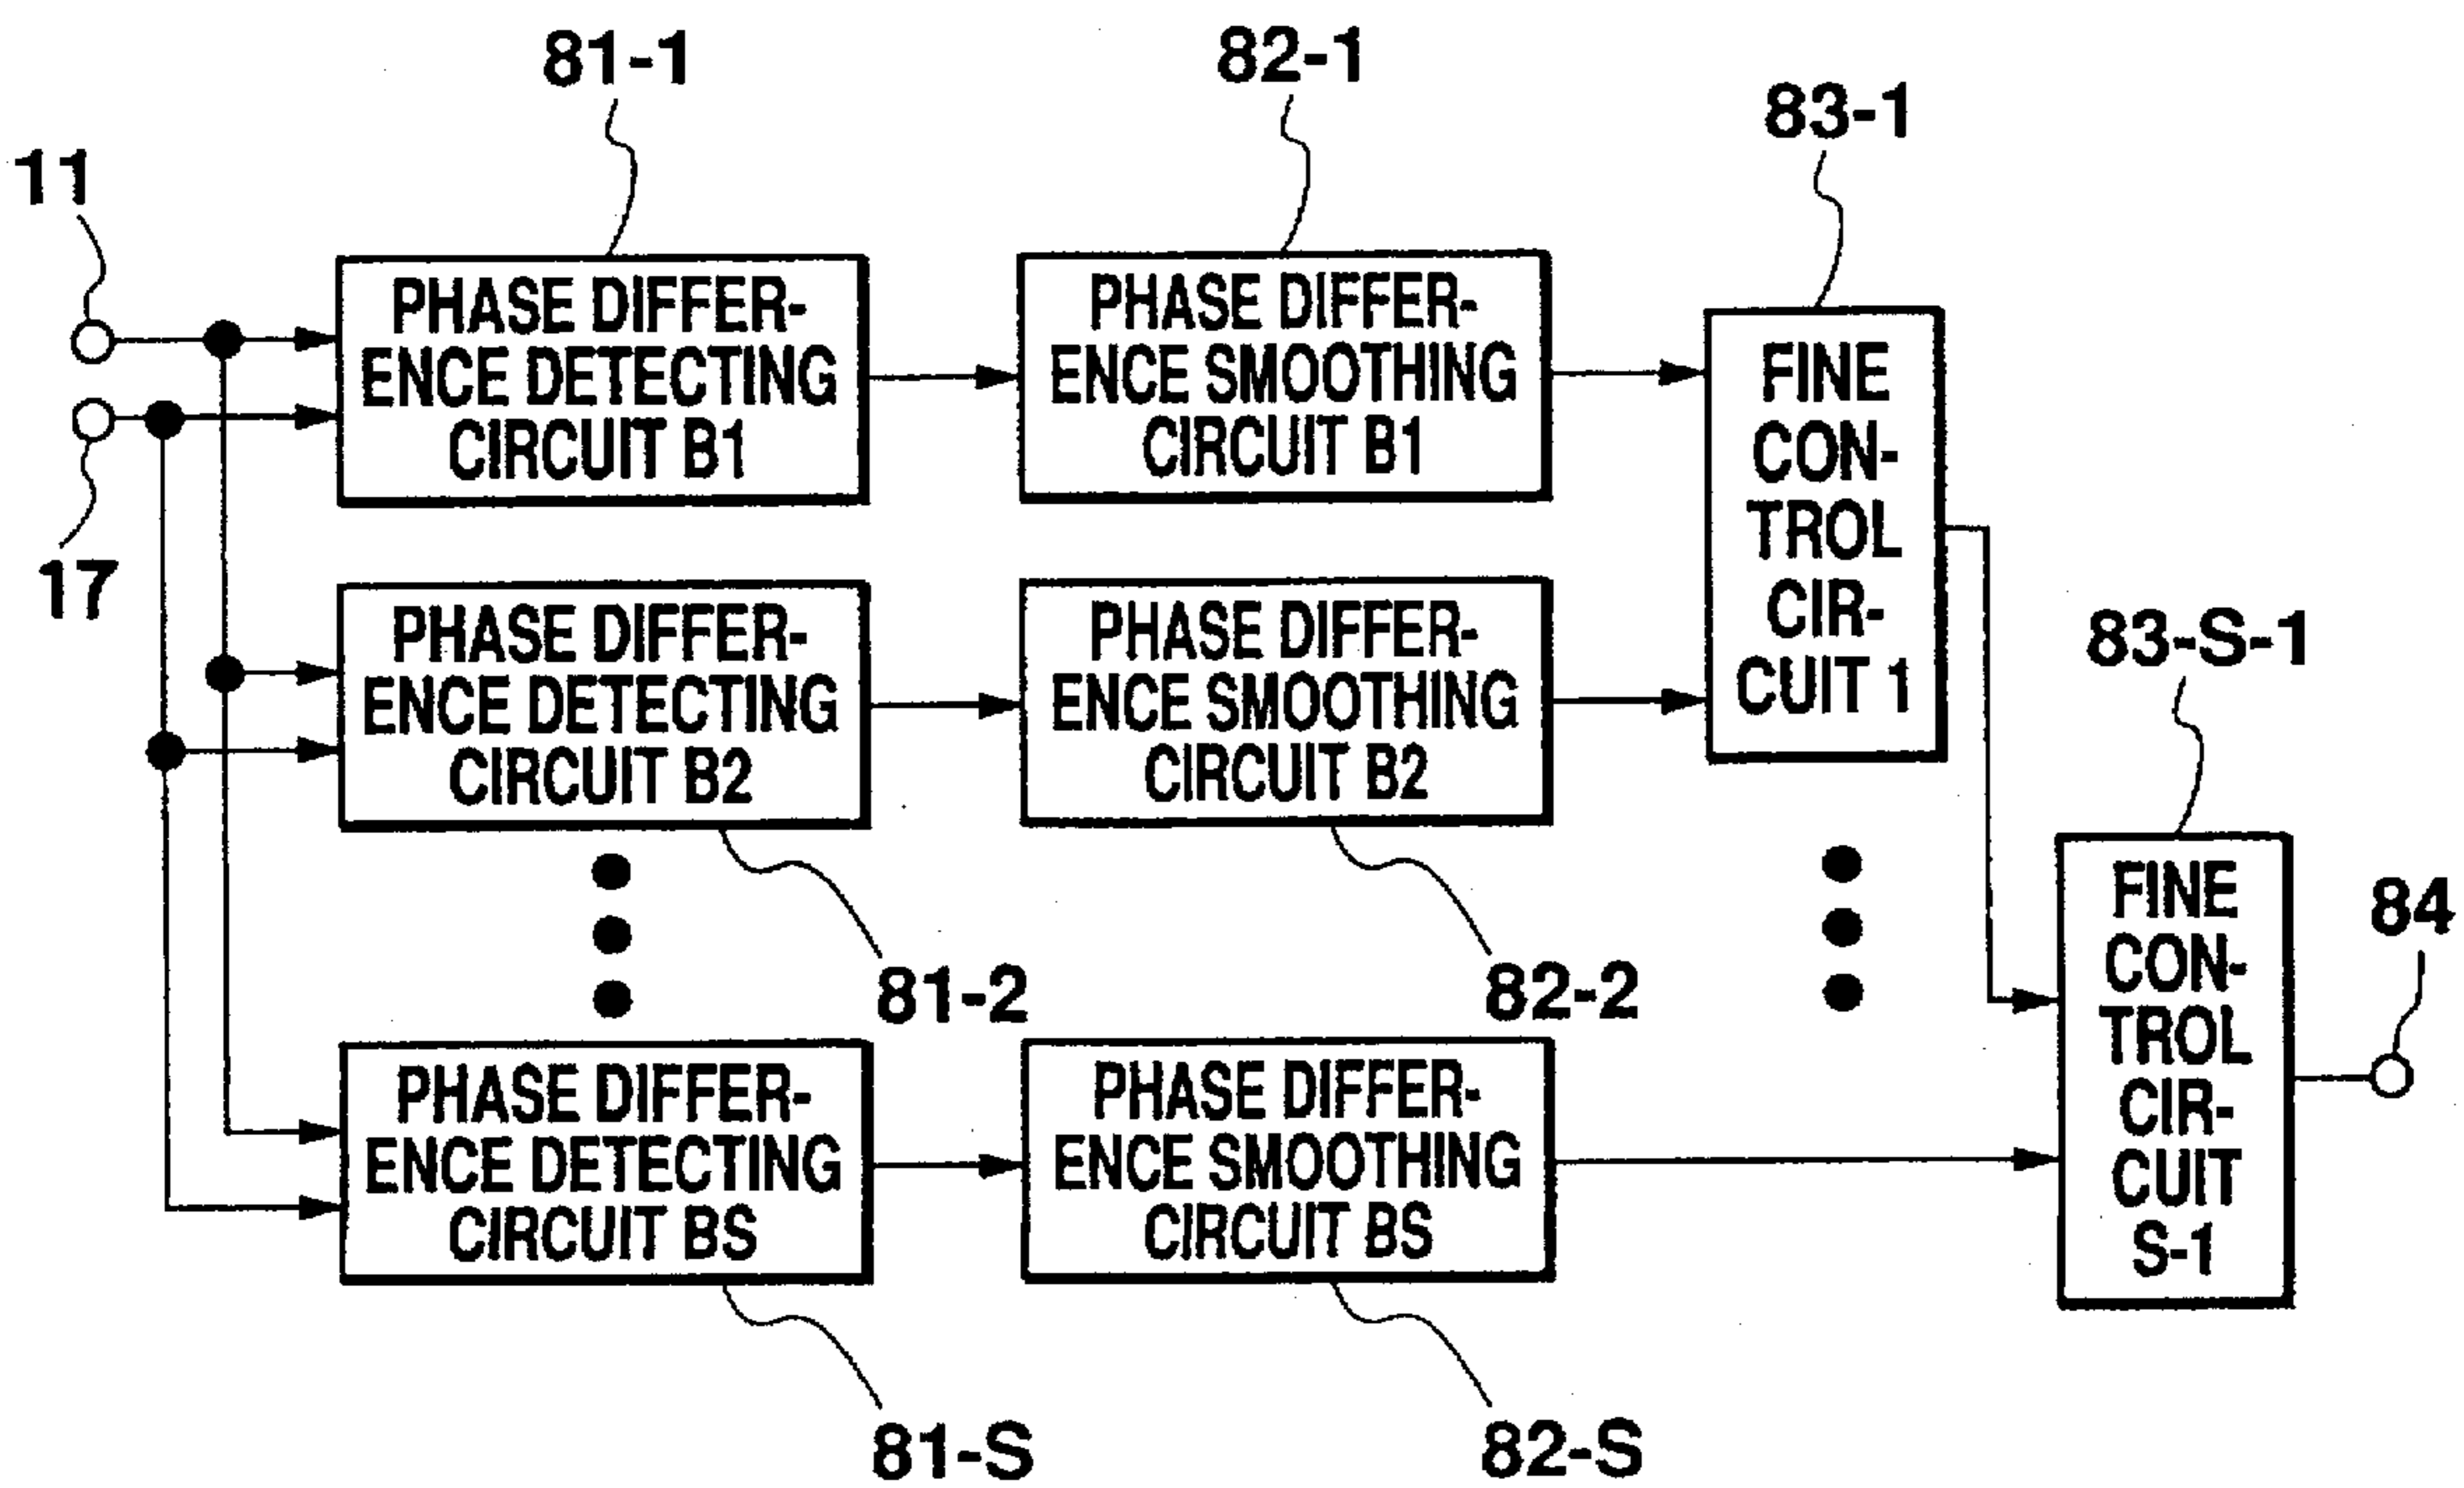 81-1
82-1
83-1
11
17
PHASE DIFFER-
ENCE DETECTING
CIRCUIT B1
PHASE DIFFER-
ENCE SMOOTHING
CIRCUIT B1
FINE
CON-
TROL
CIR-
CUIT 1
PHASE DIFFER-
ENCE DETECTING
CIRCUIT B2
PHASE DIFFER-
ENCE SMOOTHING
CIRCUIT B2
83-S-1
81-2
82-2
84
PHASE DIFFER-
ENCE DETECTING
CIRCUIT BS
PHASE DIFFER-
ENCE SMOOTHING
CIRCUIT BS
FINE
CON-
TROL
CIR-
CUIT
S-1
81-S
82-S